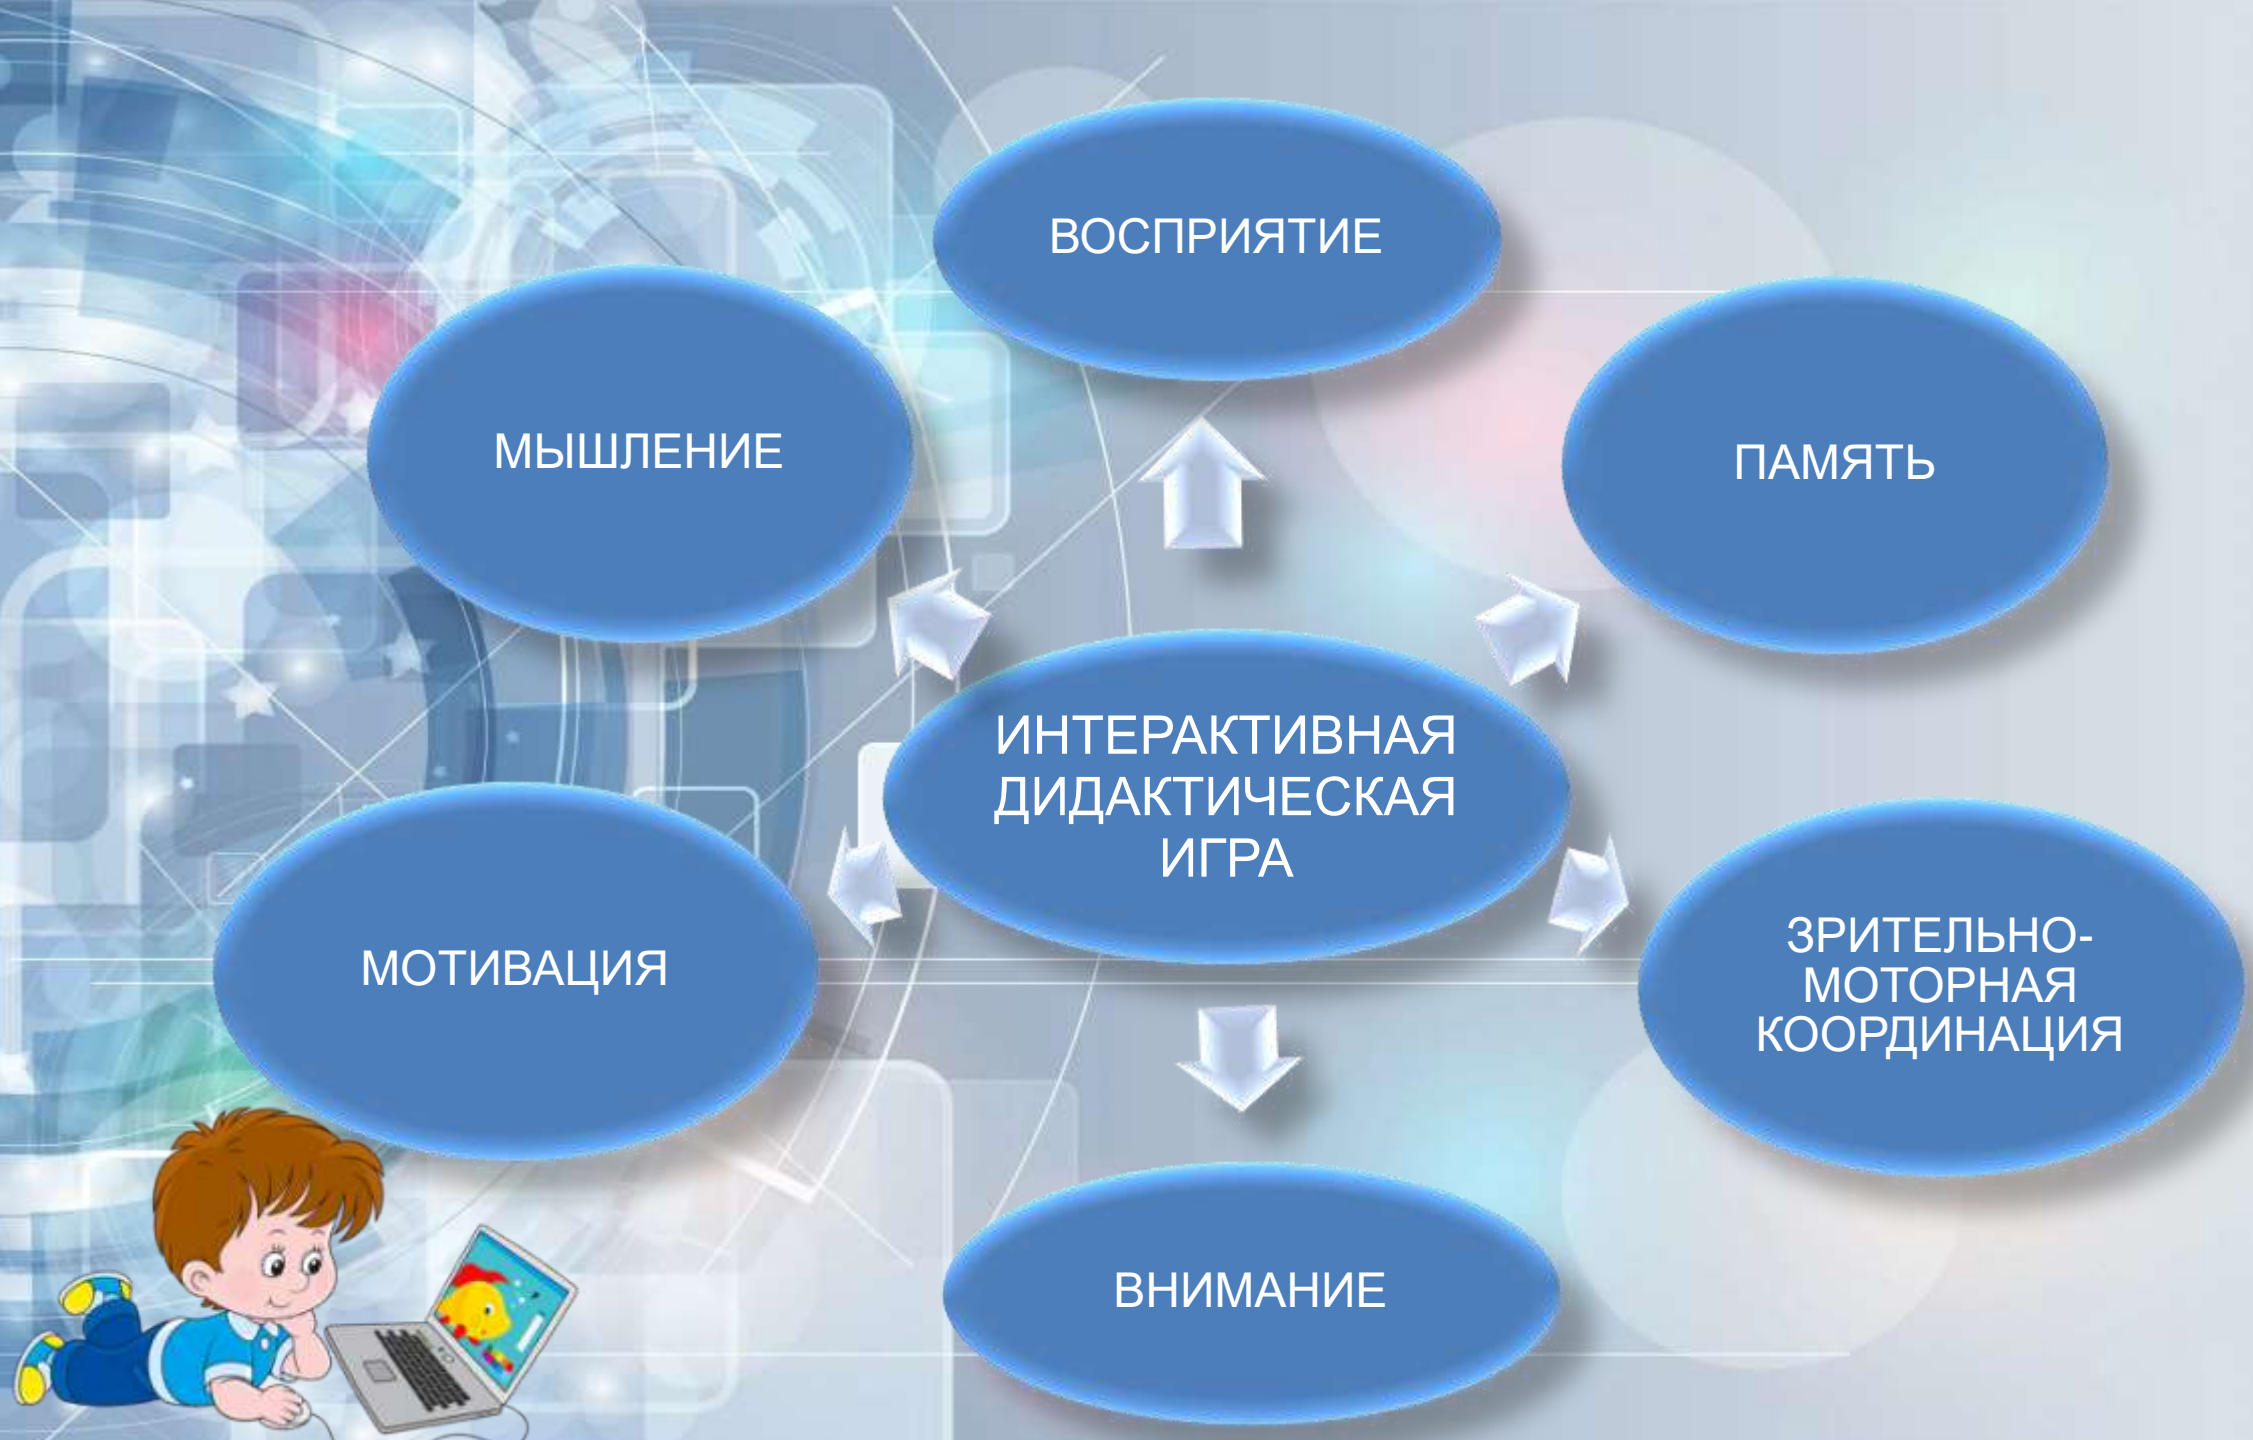 ВОСПРИЯТИЕ
МЫШЛЕНИЕ
ПАМЯТЬ
ИНТЕРАКТИВНАЯ
ДИДАКТИЧЕСКАЯ
ИГРА
МОТИВАЦИЯ
ЗРИТЕЛЬНО-
МОТОРНАЯ
КООРДИНАЦИЯ
ВНИМАНИЕ